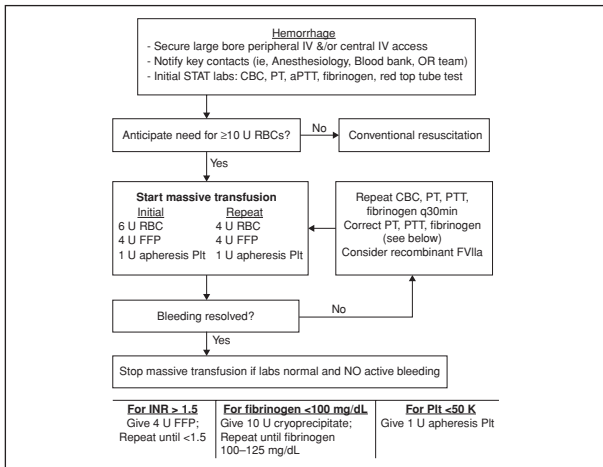 Hemorrhage
- Secure large bore peripheral IV &/or central IV access
- Notify key contacts (ie, Anesthesiology, Blood bank, OR team)
- Initial STAT labs: CBC, PT, aPTT, fibrinogen, red top tube test
Anticipate need for ≥10 U RBCs?
No
Conventional resuscitation
Yes
Start massive transfusion
Initial Repeat
6 U RBC 4 U RBC
4 U FFP 4 U FFP
1 U apheresis Plt 1 U apheresis Plt
Repeat CBC, PT, PTT,
fibrinogen q30min
Correct PT, PTT, fibrinogen
(see below)
Consider recombinant FVIIa
Bleeding resolved?
No
Yes
Stop massive transfusion if labs normal and NO active bleeding
For INR > 1.5
Give 4 U FFP;
Repeat until <1.5
For fibrinogen <100 mg/dL
Give 10 U cryoprecipitate;
Repeat until fibrinogen
100–125 mg/dL
For Plt <50 K
Give 1 U apheresis Plt